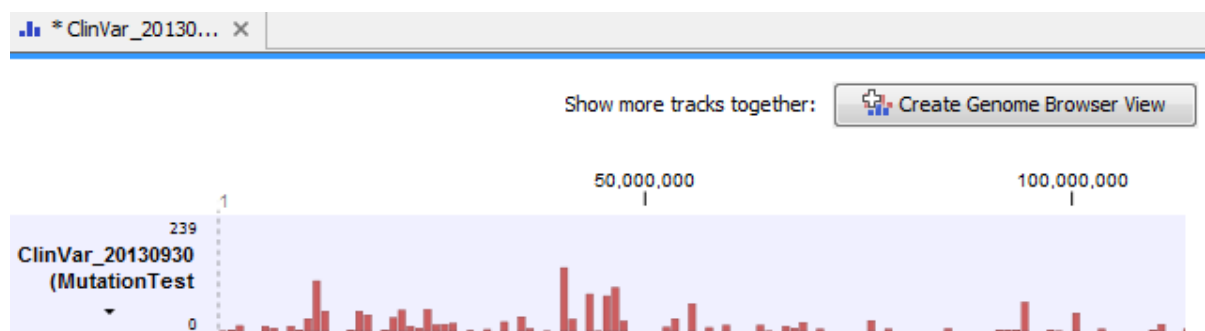 * ClinVar_20130...
Show more tracks together: Create Genome Browser View
1
50,000,000
100,000,000
239
ClinVar_20130930
(MutationTest
0